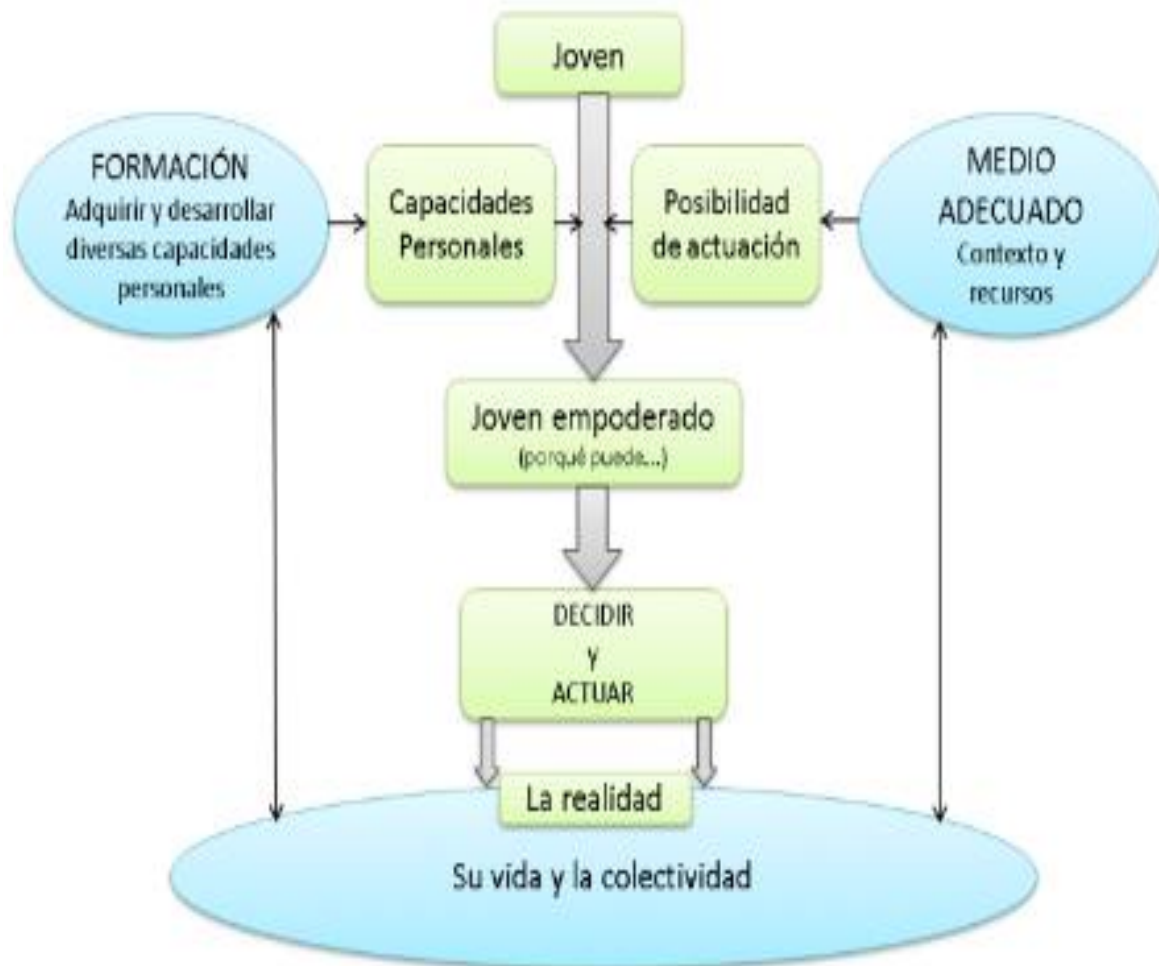 Joven
FORMACIÓN
Adquirir y desarrollar
diversas capacidades
personales
Capacidades
Personales
Posibilidad
de actuación
MEDIO
ADECUADO
Contexto y
recursos
Joven empoderado
(porqué puede...)
DECIDIR
y
ACTUAR
La realidad
Su vida y la colectividad